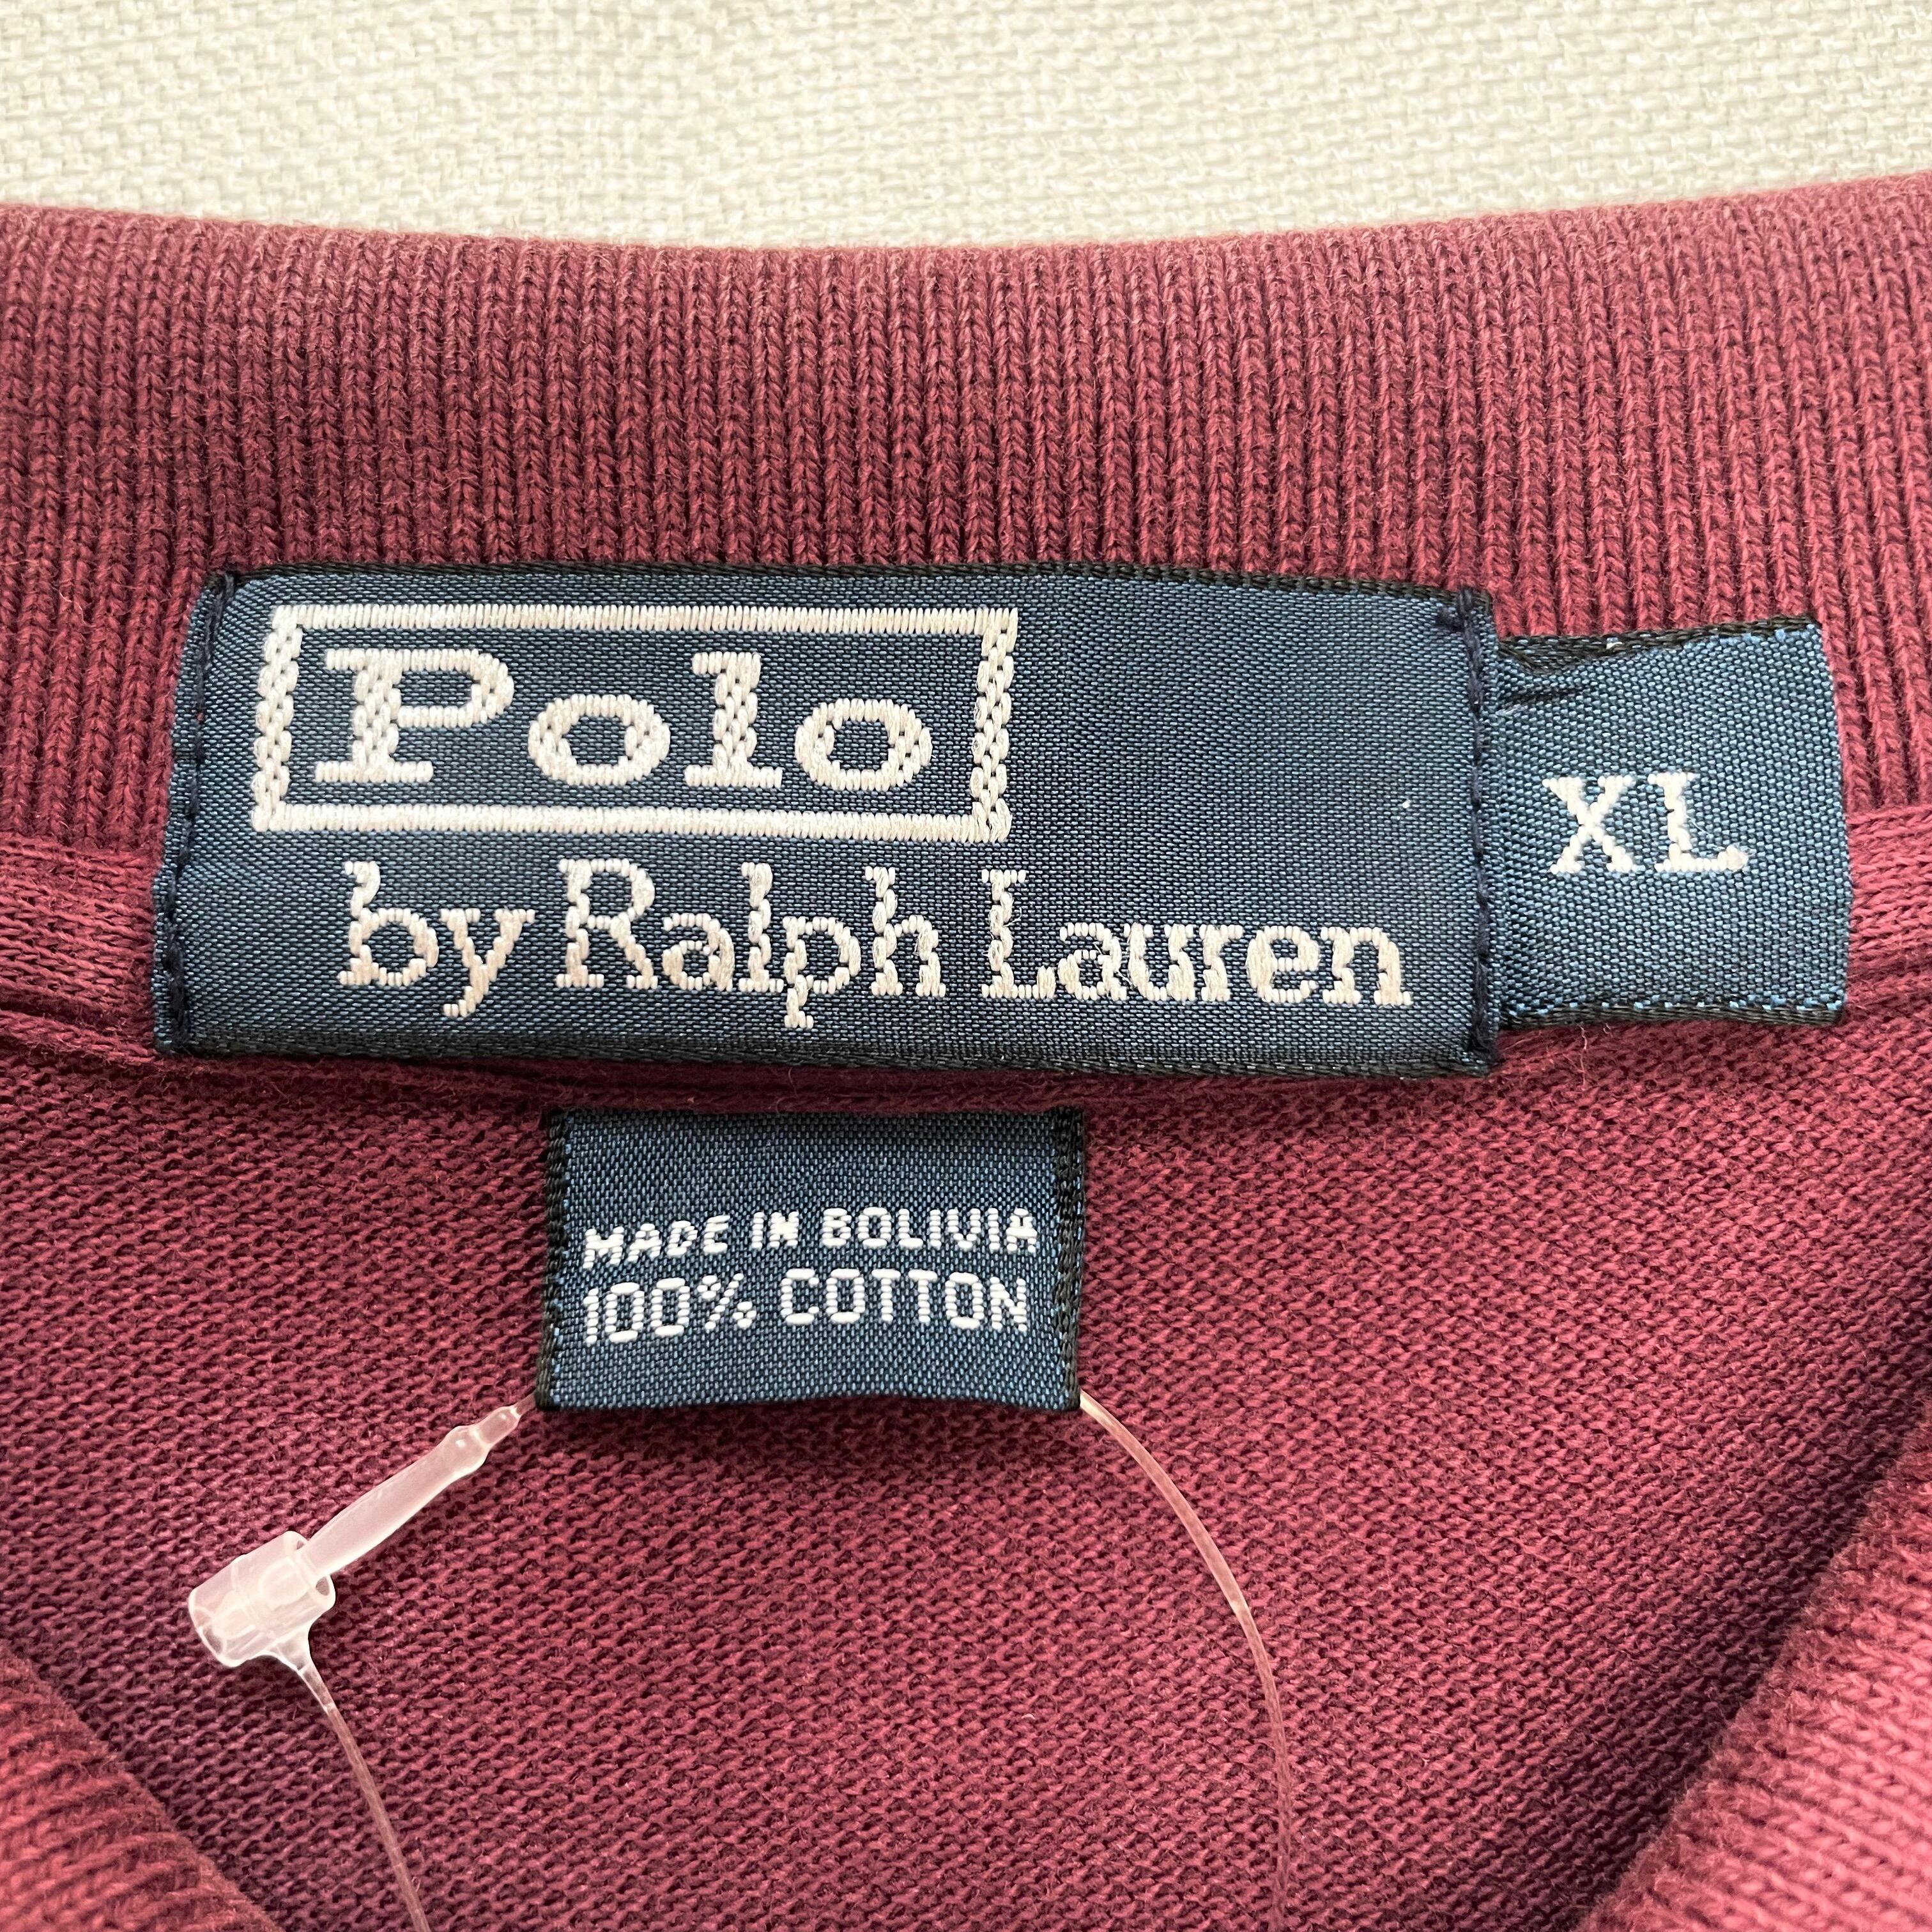 Polo
by Ralph Lauren
XL
MADE IN BOLIVIA
100% COTTON